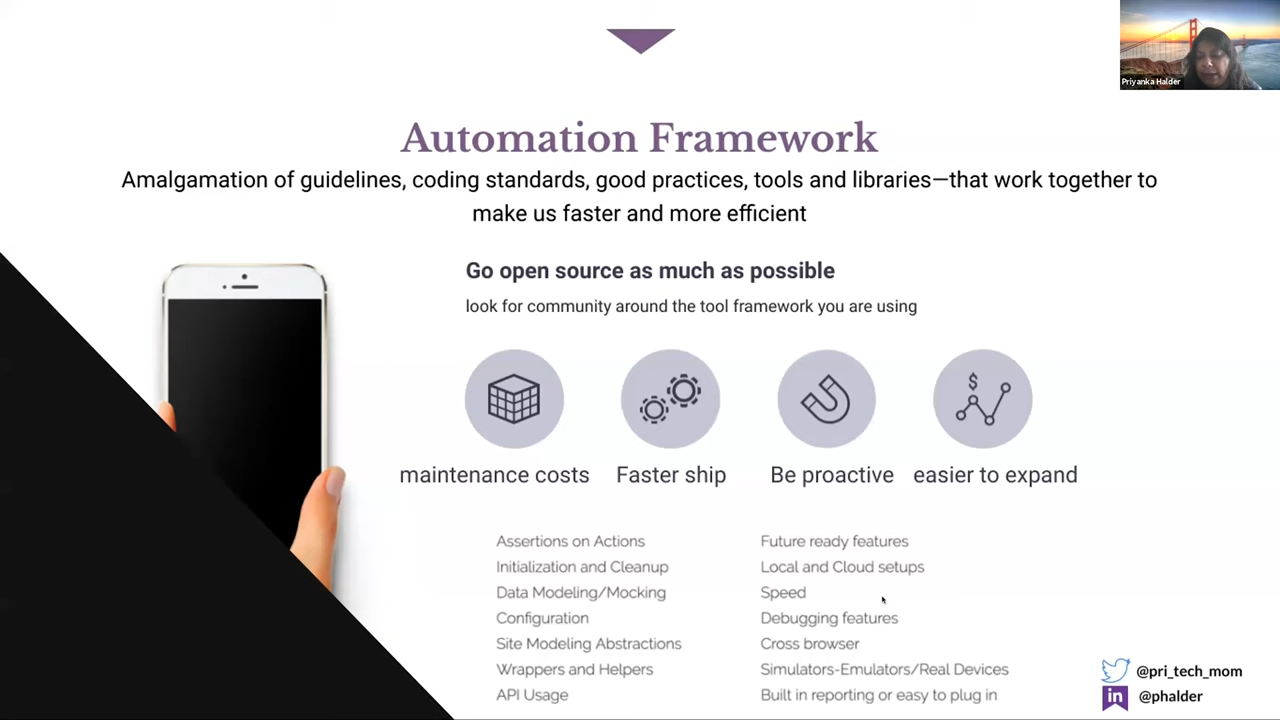 Priyanka Halder
Automation Framework
Amalgamation of guidelines, coding standards, good practices, tools and libraries—that work together to
make us faster and more efficient
Go open source as much as possible
look for community around the tool framework you are using
$
maintenance costs
Faster ship
Be proactive
easier to expand
Assertions on Actions
Initialization and Cleanup
Data Modeling/Mocking
Configuration
Site Modeling Abstractions
Wrappers and Helpers
API Usage
Future ready features
Local and Cloud setups
Speed
Debugging features
Cross browser
Simulators-Emulators/Real Devices
Built in reporting or easy to plug in
@pri_tech_mom
in
@phalder